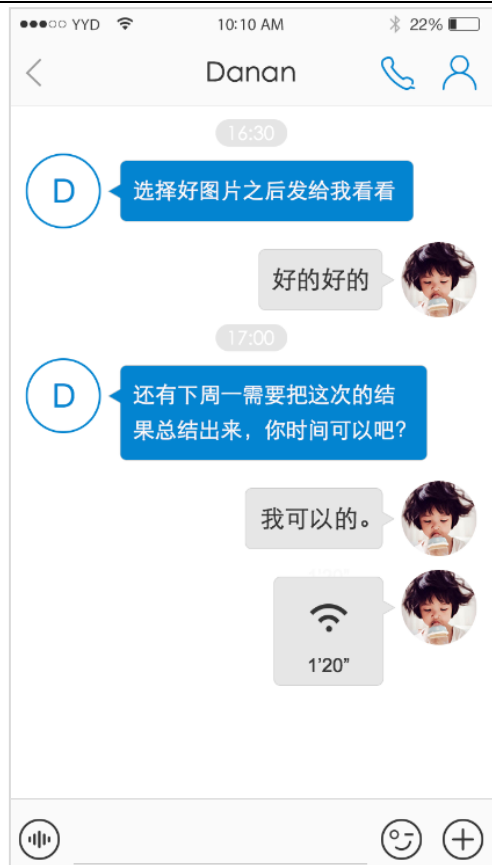 YYD 10:10 AM 22%
Danan
16:30
D
选择好图片之后发给我看看
好的好的
17:00
D
还有下周一需要把这次的结
果总结出来，你时间可以吧？
我可以的。
1'20"